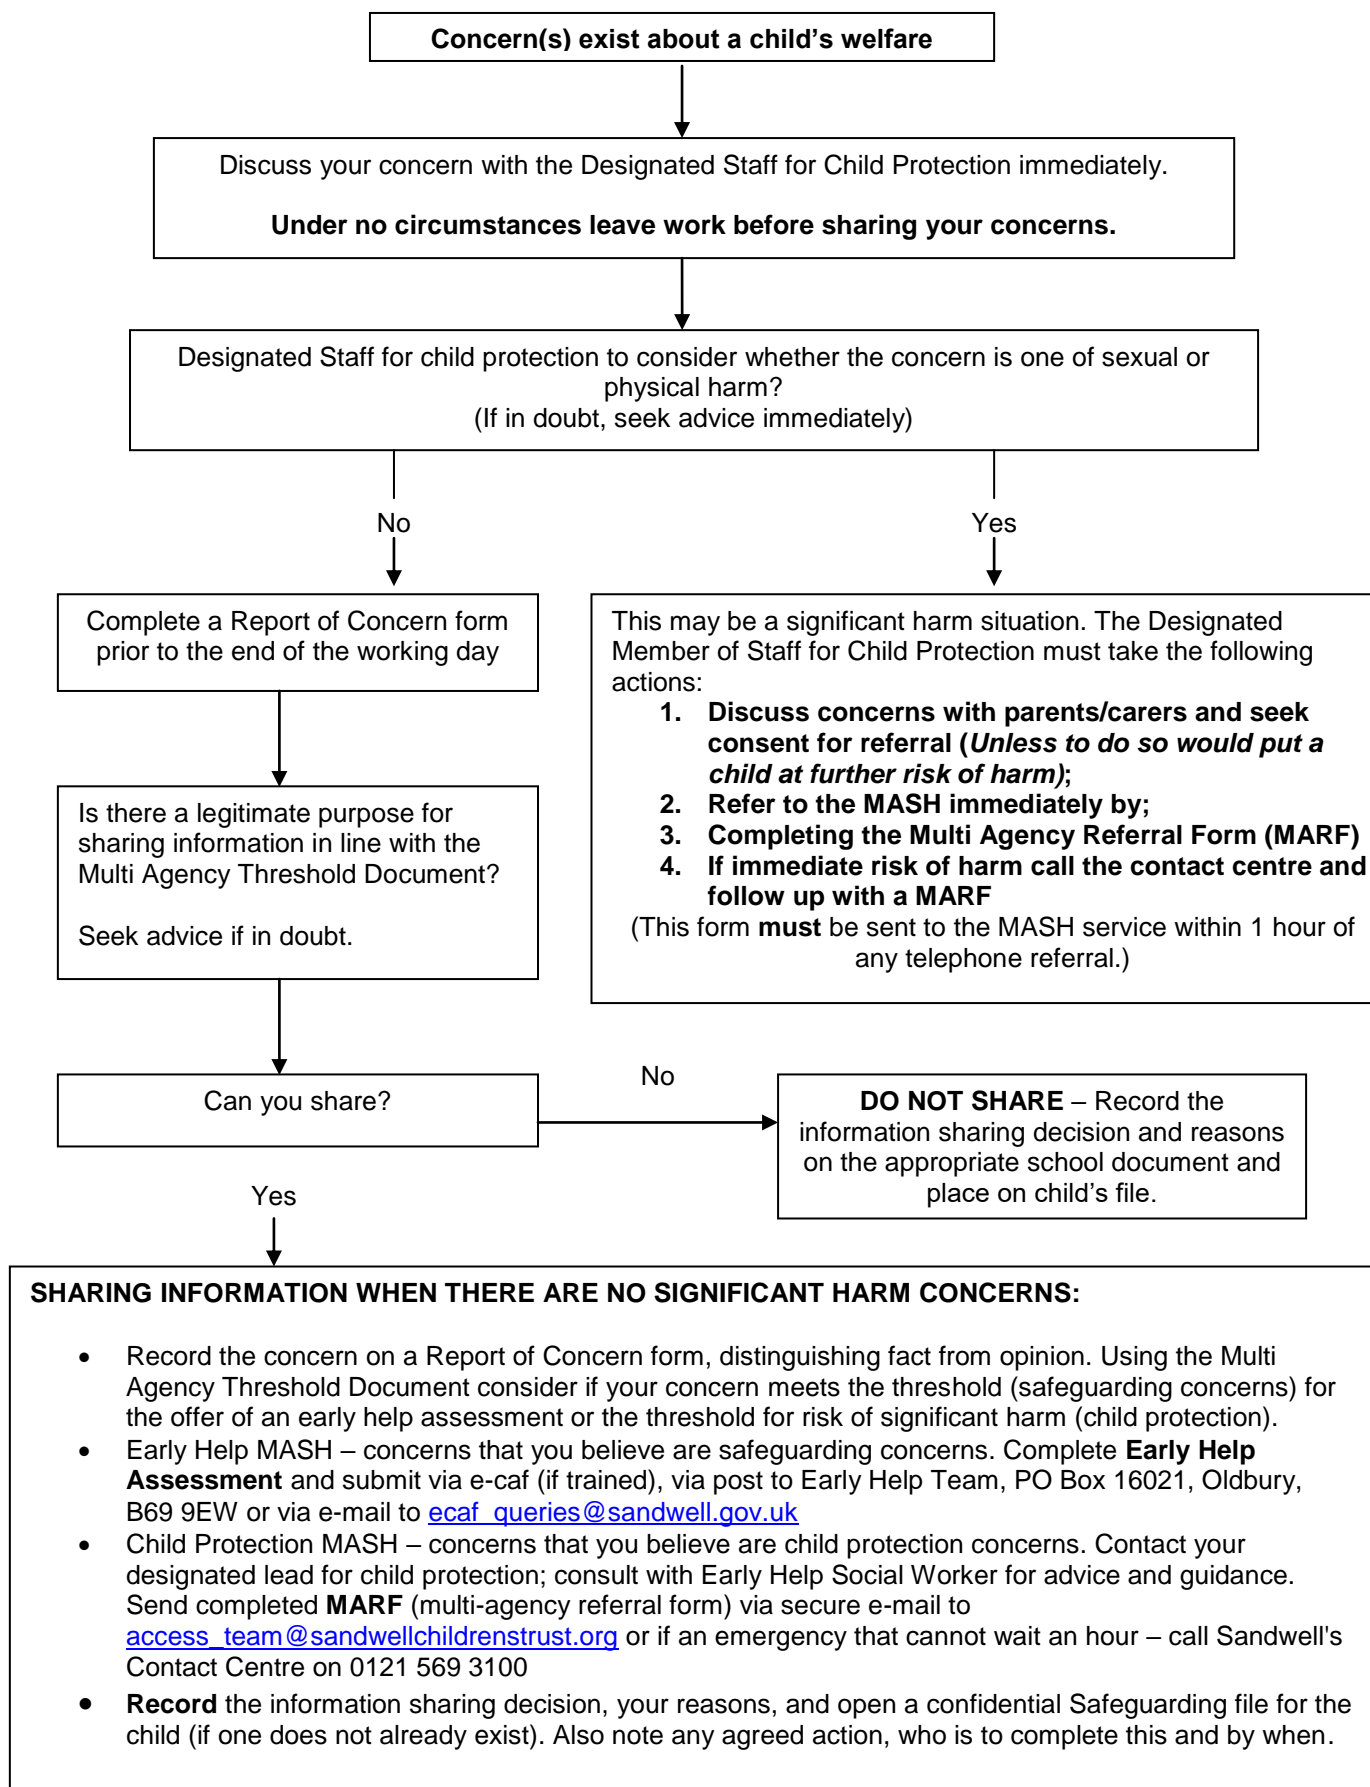 Concern(s) exist about a child's welfare
Discuss your concern with the Designated Staff for Child Protection immediately.
Under no circumstances leave work before sharing your concerns.
Designated Staff for child protection to consider whether the concern is one of sexual or
physical harm?
(If in doubt, seek advice immediately)
No
Yes
Complete a Report of Concern form
prior to the end of the working day
This may be a significant harm situation. The Designated
Member of Staff for Child Protection must take the following
actions:
1. Discuss concerns with parents/carers and seek
consent for referral (Unless to do so would put a
child at further risk of harm);
2. Refer to the MASH immediately by;
3. Completing the Multi Agency Referral Form (MARF)
4. If immediate risk of harm call the contact centre and
follow up with a MARF
(This form must be sent to the MASH service within 1 hour of
any telephone referral.)
Is there a legitimate purpose for
sharing information in line with the
Multi Agency Threshold Document?
Seek advice if in doubt.
Can you share?
No
DO NOT SHARE – Record the
information sharing decision and reasons
on the appropriate school document and
place on child's file.
Yes
SHARING INFORMATION WHEN THERE ARE NO SIGNIFICANT HARM CONCERNS:
• Record the concern on a Report of Concern form, distinguishing fact from opinion. Using the Multi
Agency Threshold Document consider if your concern meets the threshold (safeguarding concerns) for
the offer of an early help assessment or the threshold for risk of significant harm (child protection).
• Early Help MASH – concerns that you believe are safeguarding concerns. Complete Early Help
Assessment and submit via e-caf (if trained), via post to Early Help Team, PO Box 16021, Oldbury,
B69 9EW or via e-mail to ecaf_queries@sandwell.gov.uk
• Child Protection MASH – concerns that you believe are child protection concerns. Contact your
designated lead for child protection; consult with Early Help Social Worker for advice and guidance.
Send completed MARF (multi-agency referral form) via secure e-mail to
access_team@sandwellchildrenstrust.org or if an emergency that cannot wait an hour – call Sandwell's
Contact Centre on 0121 569 3100
• Record the information sharing decision, your reasons, and open a confidential Safeguarding file for the
child (if one does not already exist). Also note any agreed action, who is to complete this and by when.